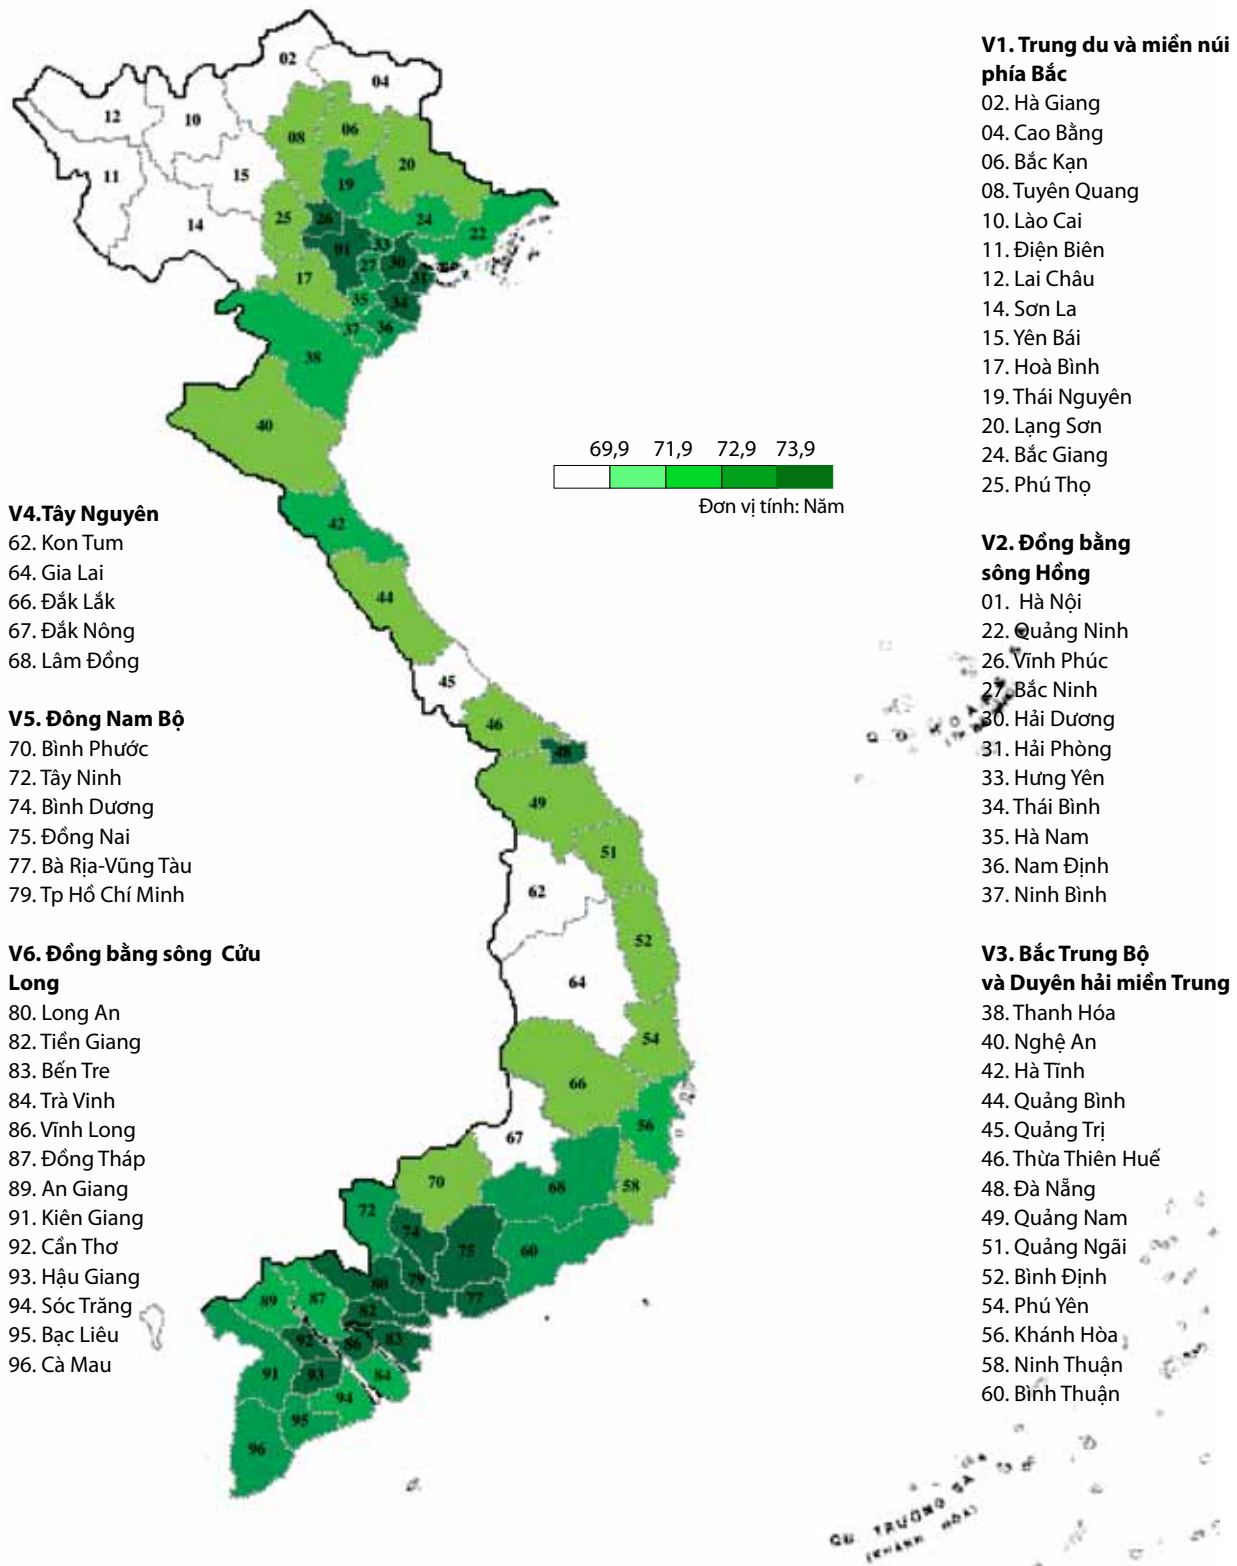 V1. Trung du và miền núi
phía Bắc
02. Hà Giang
04. Cao Bằng
06. Bắc Kạn
08. Tuyên Quang
10. Lào Cai
11. Điện Biên
12. Lai Châu
14. Sơn La
15. Yên Bái
17. Hoà Bình
19. Thái Nguyên
20. Lạng Sơn
24. Bắc Giang
25. Phú Thọ
V2. Đồng bằng
sông Hồng
01. Hà Nội
22. Quảng Ninh
26. Vĩnh Phúc
27. Bắc Ninh
30. Hải Dương
31. Hải Phòng
33. Hưng Yên
34. Thái Bình
35. Hà Nam
36. Nam Định
37. Ninh Bình
V3. Bắc Trung Bộ
và Duyên hải miền Trung
38. Thanh Hóa
40. Nghệ An
42. Hà Tĩnh
44. Quảng Bình
45. Quảng Trị
46. Thừa Thiên Huế
48. Đà Nẵng
49. Quảng Nam
51. Quảng Ngãi
52. Bình Định
54. Phú Yên
56. Khánh Hòa
58. Ninh Thuận
60. Bình Thuận
V4.Tây Nguyên
62. Kon Tum
64. Gia Lai
66. Đắk Lắk
67. Đắk Nông
68. Lâm Đồng
V5. Đông Nam Bộ
70. Bình Phước
72. Tây Ninh
74. Bình Dương
75. Đồng Nai
77. Bà Rịa-Vũng Tàu
79. Tp Hồ Chí Minh
V6. Đồng bằng sông Cửu
Long
80. Long An
82. Tiền Giang
83. Bến Tre
84. Trà Vinh
86. Vĩnh Long
87. Đồng Tháp
89. An Giang
91. Kiên Giang
92. Cần Thơ
93. Hậu Giang
94. Sóc Trăng
95. Bạc Liêu
96. Cà Mau
69,9 71,9 72,9 73,9
Đơn vị tính: Năm
02
04
12
10
06
08
20
11
15
19
14
25
26
24
22
01
33
30
27
31
17
35
34
36
37
38
40
42
44
45
46
48
49
51
62
52
64
54
66
56
67
70
68
58
72
74
75
60
79
80
77
89
87
82
92
86
83
91
93
84
94
95
96